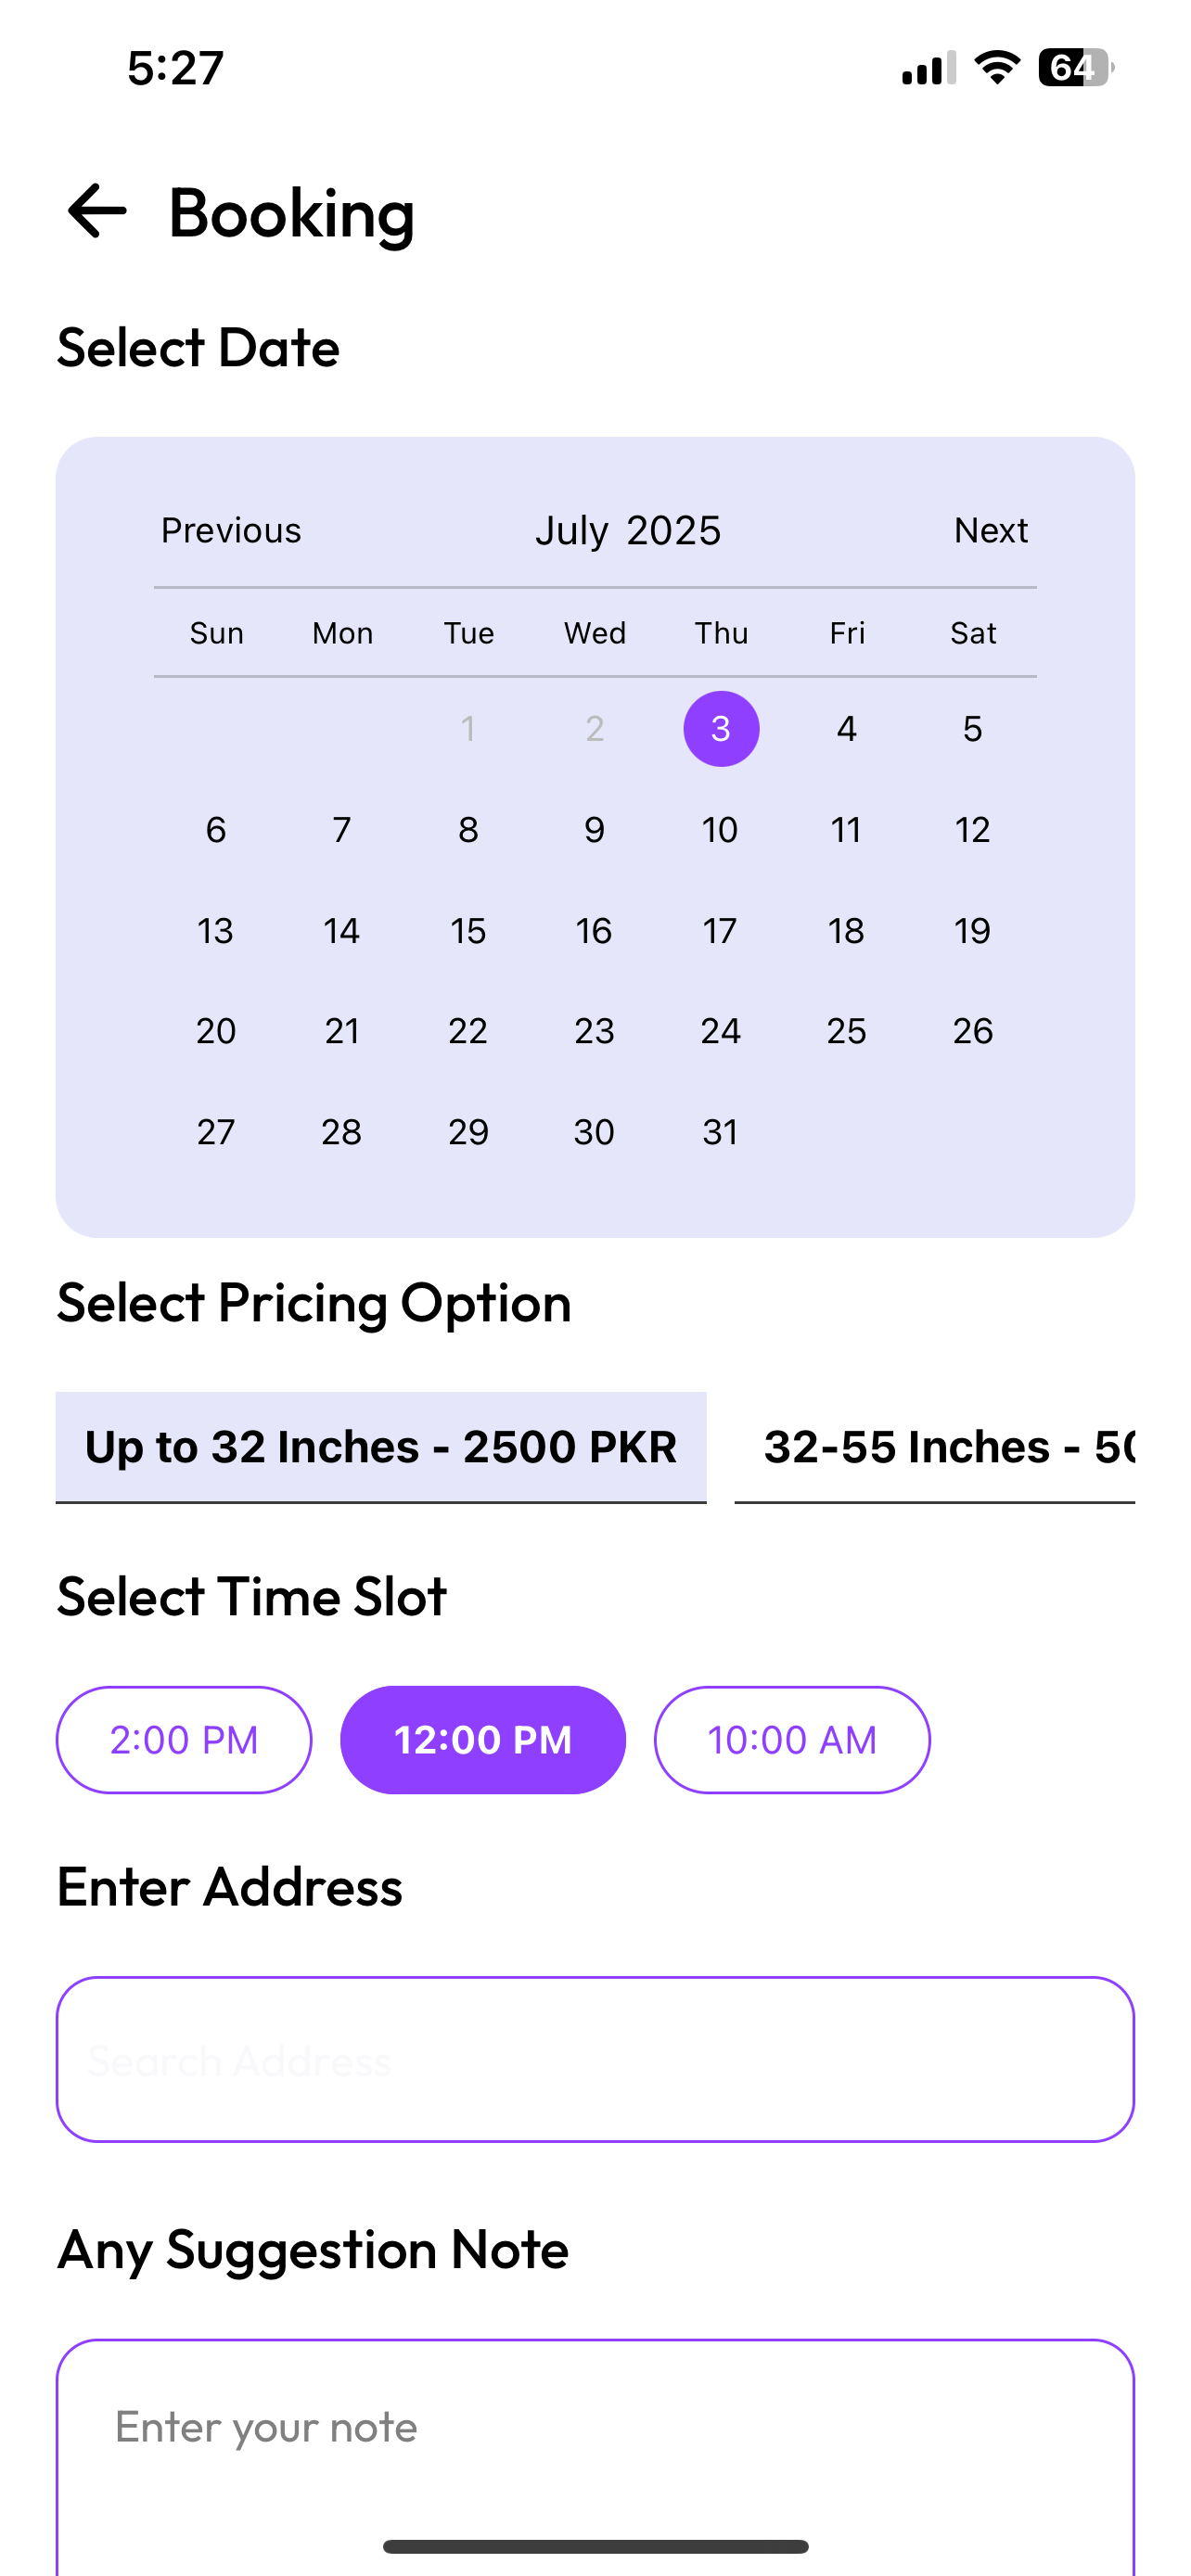 5:27 64
Booking
Select Date
Previous July 2025 Next
Sun Mon Tue Wed Thu Fri Sat
1 2 3 4 5
6 7 8 9 10 11 12
13 14 15 16 17 18 19
20 21 22 23 24 25 26
27 28 29 30 31
Select Pricing Option
Up to 32 Inches - 2500 PKR 32-55 Inches - 50
Select Time Slot
2:00 PM 12:00 PM 10:00 AM
Enter Address
Search Address
Any Suggestion Note
Enter your note